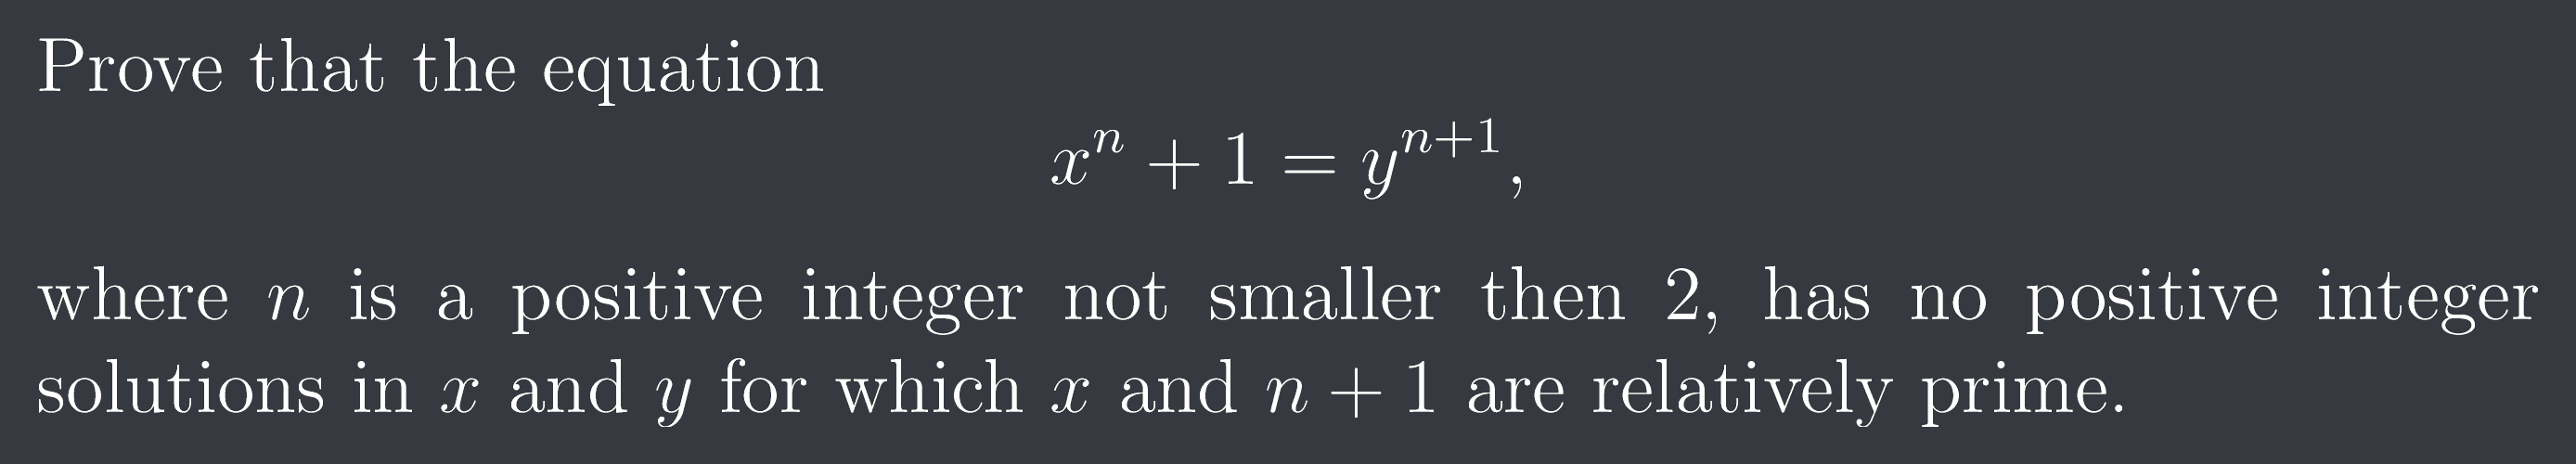 Prove that the equation
x^n + 1 = y^{n+1},
where n is a positive integer not smaller then 2, has no positive integer
solutions in x and y for which x and n + 1 are relatively prime.